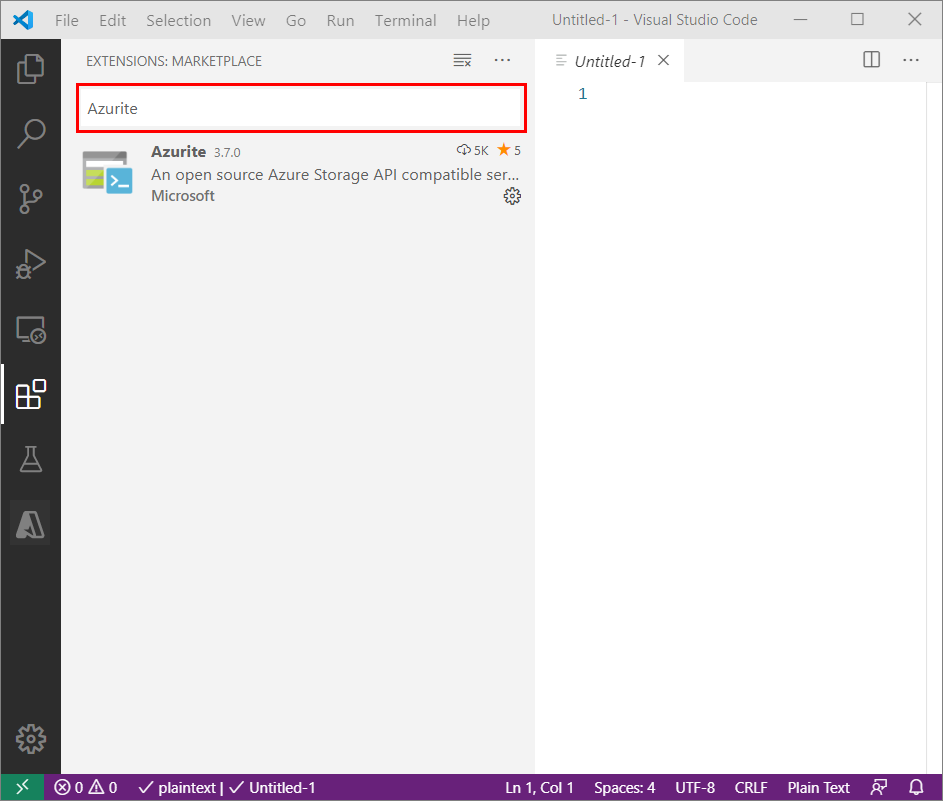 File Edit Selection View Go Run Terminal Help Untitled-1 - Visual Studio Code
EXTENSIONS: MARKETPLACE
Untitled-1
Azurite
1
Azurite 3.7.0 5K 5
An open source Azure Storage API compatible ser...
Microsoft
0 0 plaintext | Untitled-1 Ln 1, Col 1 Spaces: 4 UTF-8 CRLF Plain Text